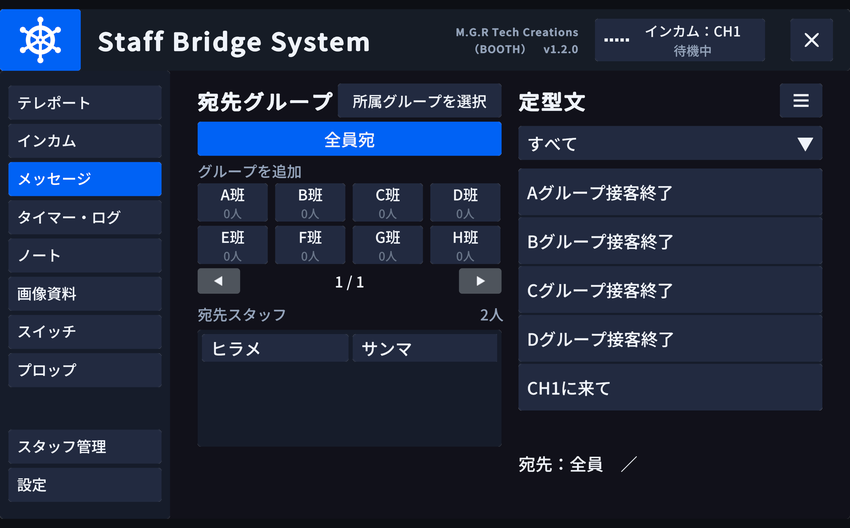 Staff Bridge System
M.G.R Tech Creations
（BOOTH） v1.2.0
インカム：CH1
待機中
テレポート
インカム
メッセージ
タイマー・ログ
ノート
画像資料
スイッチ
プロップ
スタッフ管理
設定
宛先グループ
所属グループを選択
全員宛
グループを追加
A班
0人
B班
0人
C班
0人
D班
0人
E班
0人
F班
0人
G班
0人
H班
0人
1 / 1
宛先スタッフ
2人
ヒラメ
サンマ
定型文
すべて
Aグループ接客終了
Bグループ接客終了
Cグループ接客終了
Dグループ接客終了
CH1に来て
宛先：全員 ／